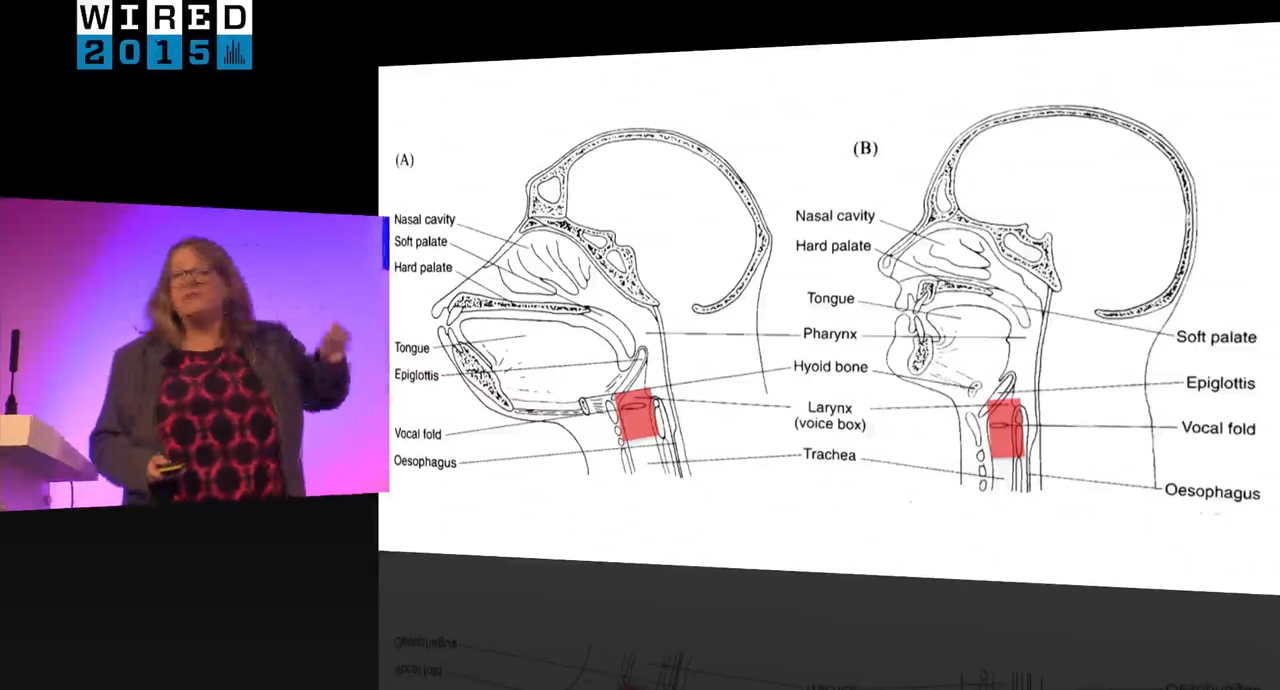 WIRED
2015
(A)
Nasal cavity
Soft palate
Hard palate
Tongue
Epiglottis
Vocal fold
Oesophagus
(B)
Nasal cavity
Hard palate
Tongue
Pharynx
Hyoid bone
Larynx
(voice box)
Trachea
Soft palate
Epiglottis
Vocal fold
Oesophagus